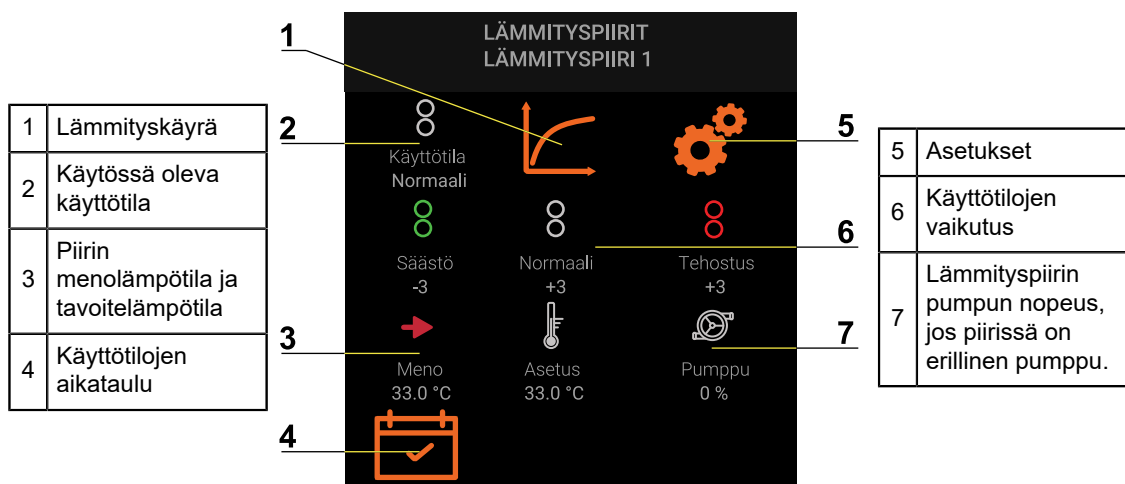 LÄMMITYSPIIRIT
LÄMMITYSPIIRI 1
1
2
3
4
5
6
7
Käyttötila
Normaali
Säästö
-3
Normaali
+3
Tehostus
+3
Meno
33.0 °C
Asetus
33.0 °C
Pumppu
0 %
1 Lämmityskäyrä
2 Käytössä oleva
käyttötila
3 Piirin
menolämpötila ja
tavoitelämpötila
4 Käyttötilojen
aikataulu
5 Asetukset
6 Käyttötilojen
vaikutus
7 Lämmityspiirin
pumpun nopeus,
jos piirissä on
erillinen pumppu.